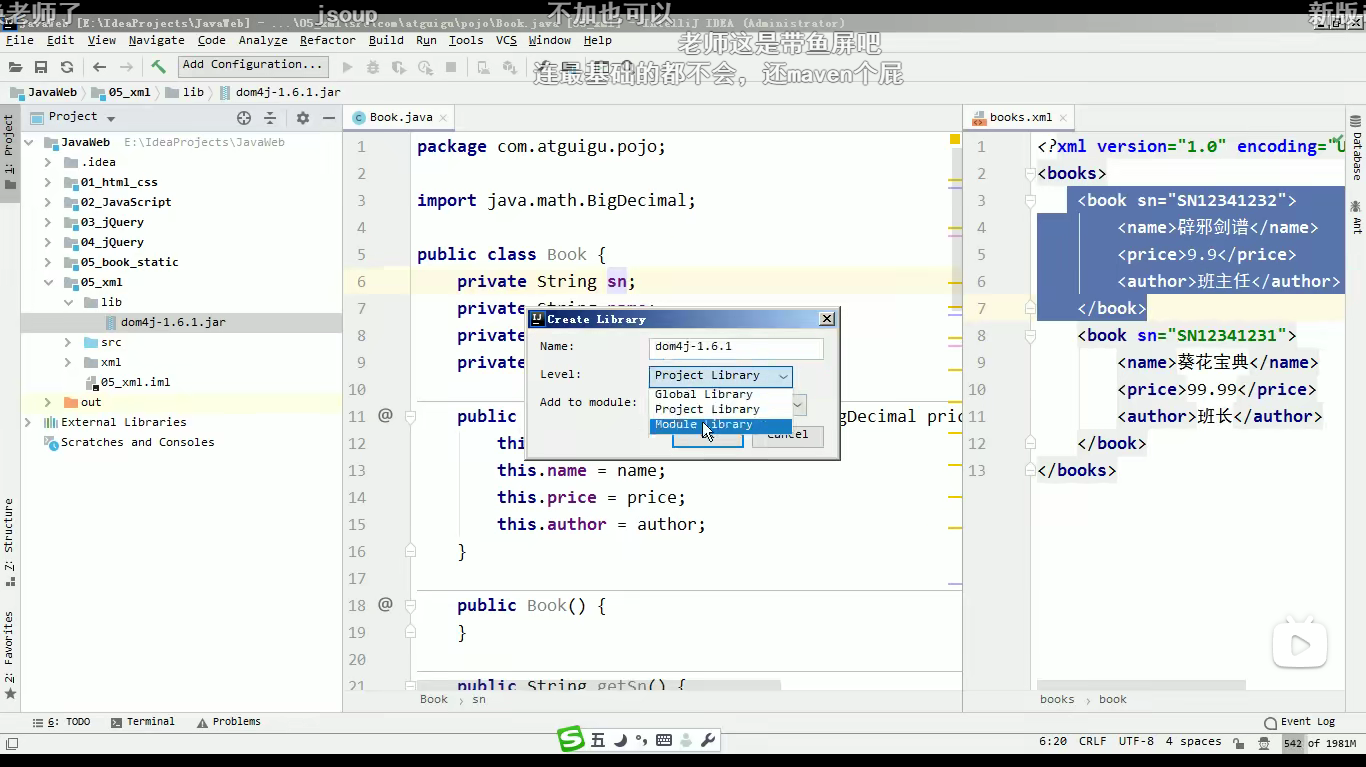 老师了
jsoup
不加也可以
新版
JavaWeb [E:\IdeaProjects\JavaWeb] - ...\05_xml\src\com\atguigu\pojo\Book.java [05_xml] - IntelliJ IDEA (Administrator)
File Edit View Navigate Code Analyze Refactor Build Run Tools VCS Window Help
老师这是带鱼屏吧
Add Configuration...
连最基础的都不会，还maven个屁
JavaWeb 05_xml lib dom4j-1.6.1.jar
1: Project
Project
Book.java
books.xml
Database
Ant
JavaWeb E:\IdeaProjects\JavaWeb
.idea
01_html_css
02_JavaScript
03_jQuery
04_jQuery
05_book_static
05_xml
lib
dom4j-1.6.1.jar
src
xml
05_xml.iml
out
External Libraries
Scratches and Consoles
7: Structure
2: Favorites
1 package com.atguigu.pojo;
2
3 import java.math.BigDecimal;
4
5 public class Book {
6 private String sn;
7 private String name;
8 private
9 private
10
11 @ public gDecimal pric
12 this
13 this.name = name;
14 this.price = price;
15 this.author = author;
16 }
17
18 @ public Book() {
19 }
20
21 public String getSn() {
Book sn
Create Library
Name: dom4j-1.6.1
Level: Project Library
Global Library
Add to module:
Project Library
Module Library
Cancel
1 <?xml version="1.0" encoding="U
2 <books>
3 <book sn="SN12341232">
4 <name>辟邪剑谱</name>
5 <price>9.9</price>
6 <author>班主任</author>
7 </book>
8 <book sn="SN12341231">
9 <name>葵花宝典</name>
10 <price>99.99</price>
11 <author>班长</author>
12 </book>
13 </books>
books book
6: TODO Terminal Problems
Event Log
五
6:20 CRLF UTF-8 4 spaces 542 of 1981M